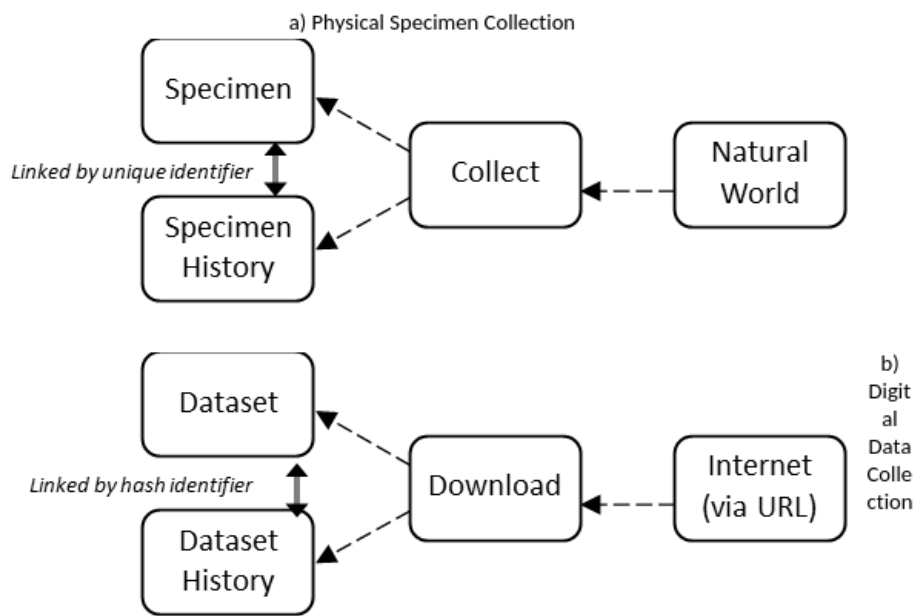 a) Physical Specimen Collection
Specimen
Linked by unique identifier
Specimen
History
Collect
Natural
World
Dataset
Linked by hash identifier
Dataset
History
Download
Internet
(via URL)
b)
Digit
al
Data
Colle
ction